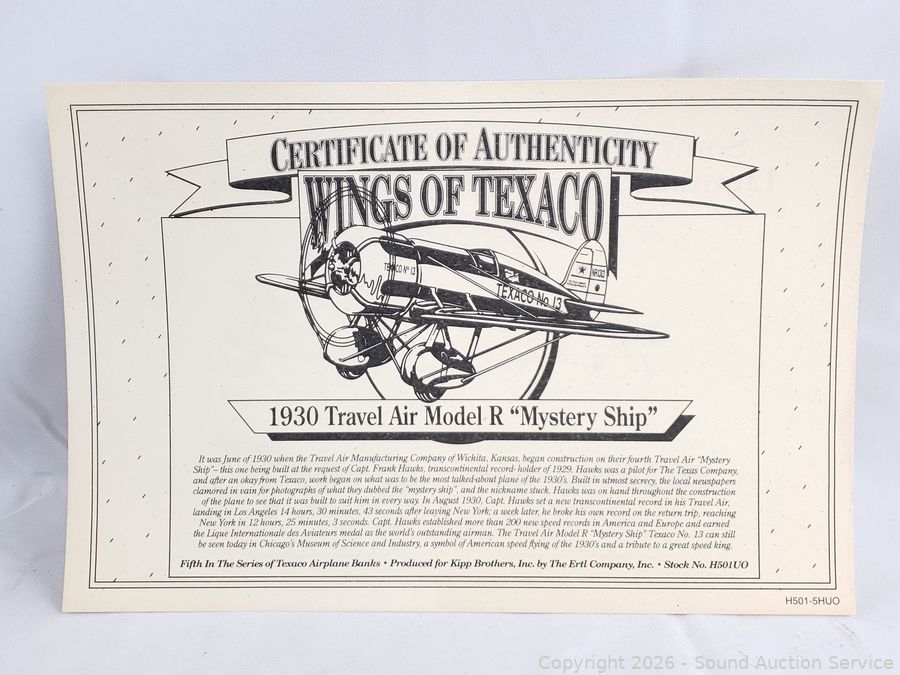 CERTIFICATE OF AUTHENTICITY
WINGS OF TEXACO
TEXACO No 13
NR1313
TEXACO No. 13
1930 Travel Air Model R “Mystery Ship”
It was June of 1930 when the Travel Air Manufacturing Company of Wichita, Kansas, began construction on their fourth Travel Air “Mystery
Ship”– this one being built at the request of Capt. Frank Hawks, transcontinental record- holder of 1929. Hawks was a pilot for The Texas Company,
and after an okay from Texaco, work began on what was to be the most talked-about plane of the 1930's. Built in utmost secrecy, the local newspapers
clamored in vain for photographs of what they dubbed the "mystery ship", and the nickname stuck. Hawks was on hand throughout the construction
of the plane to see that it was built to suit him in every way. In August 1930, Capt. Hawks set a new transcontinental record in his Travel Air,
landing in Los Angeles 14 hours, 30 minutes, 43 seconds after leaving New York; a week later, he broke his own record on the return trip, reaching
New York in 12 hours, 25 minutes, 3 seconds. Capt. Hawks established more than 200 new speed records in America and Europe and earned
the Lique Internationale des Aviateurs medal as the world's outstanding airman. The Travel Air Model R "Mystery Ship" Texaco No. 13 can still
be seen today in Chicago's Museum of Science and Industry, a symbol of American speed flying of the 1930's and a tribute to a great speed king.
Fifth In The Series of Texaco Airplane Banks • Produced for Kipp Brothers, Inc. by The Ertl Company, Inc. • Stock No. H501UO
H501-5HUO
Copyright 2026 - Sound Auction Service